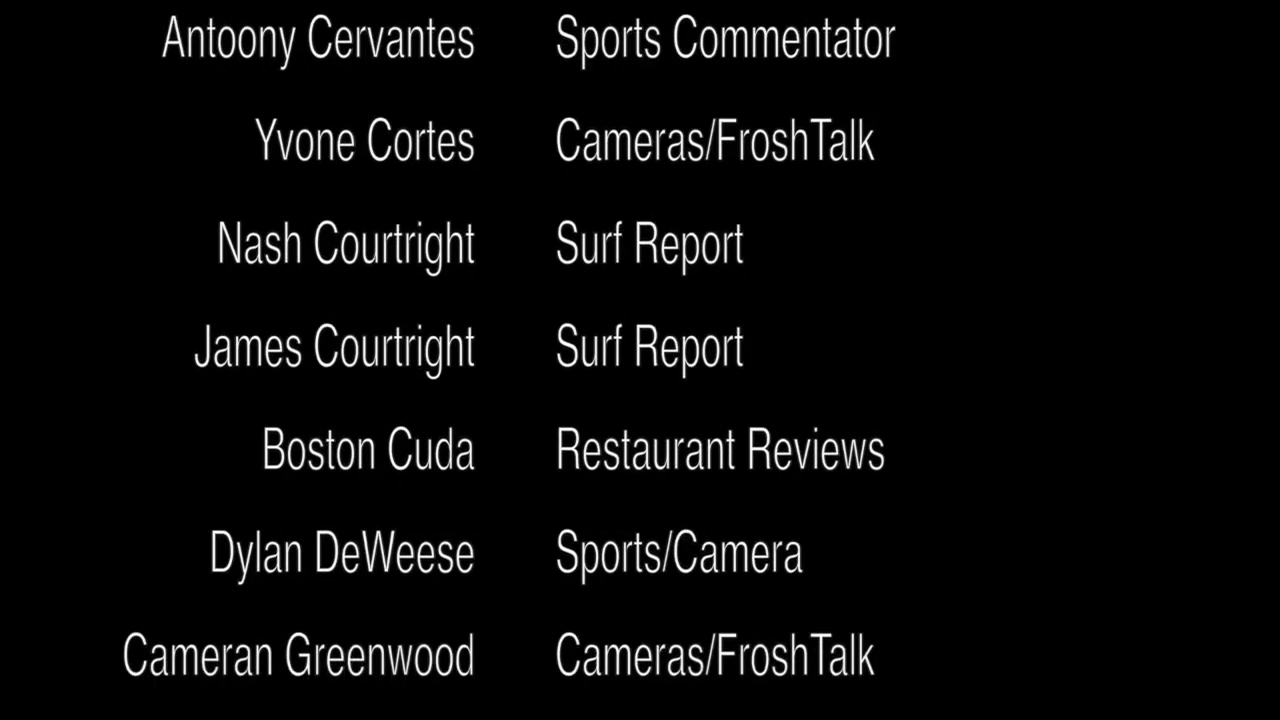 Antoony Cervantes Sports Commentator
Yvone Cortes Cameras/FroshTalk
Nash Courtright Surf Report
James Courtright Surf Report
Boston Cuda Restaurant Reviews
Dylan DeWeese Sports/Camera
Cameran Greenwood Cameras/FroshTalk